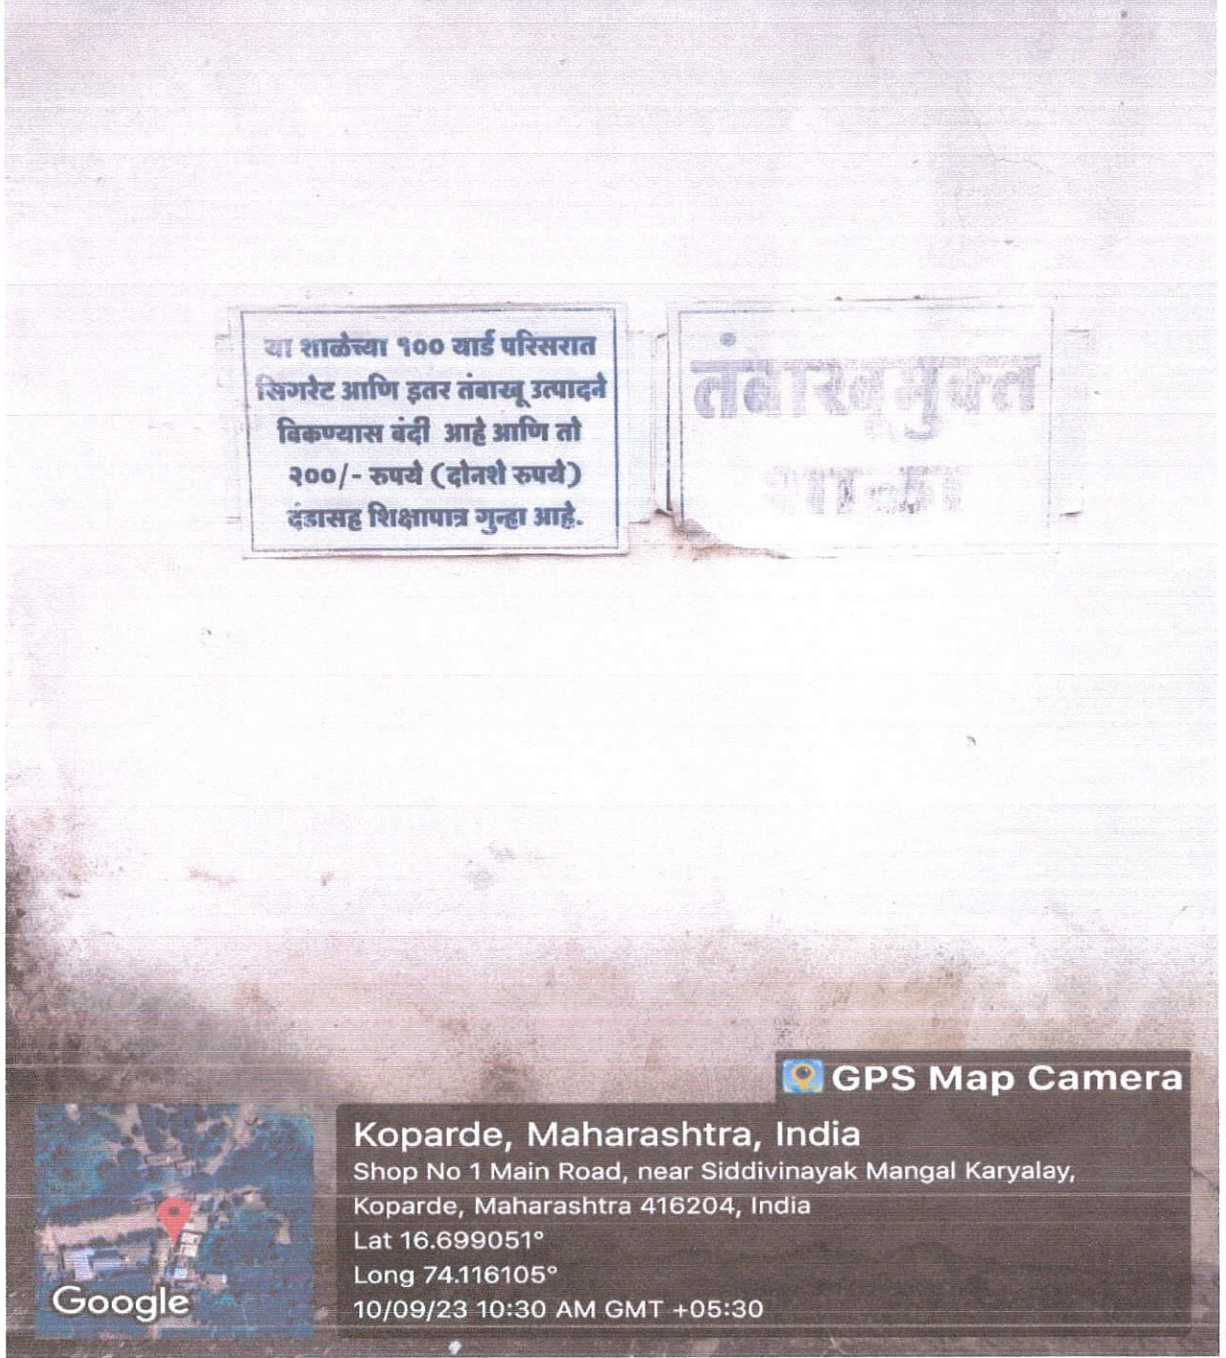 या शाळेच्या १०० यार्ड परिसरात
सिगरेट आणि इतर तंबाखू उत्पादने
विकण्यास बंदी आहे आणि तो
२००/- रुपये (दोनशे रुपये)
दंडासह शिक्षापात्र गुन्हा आहे.
तंबाखूमुक्त
शाळा
GPS Map Camera
Koparde, Maharashtra, India
Shop No 1 Main Road, near Siddivinayak Mangal Karyalay,
Koparde, Maharashtra 416204, India
Lat 16.699051°
Long 74.116105°
10/09/23 10:30 AM GMT +05:30
Google